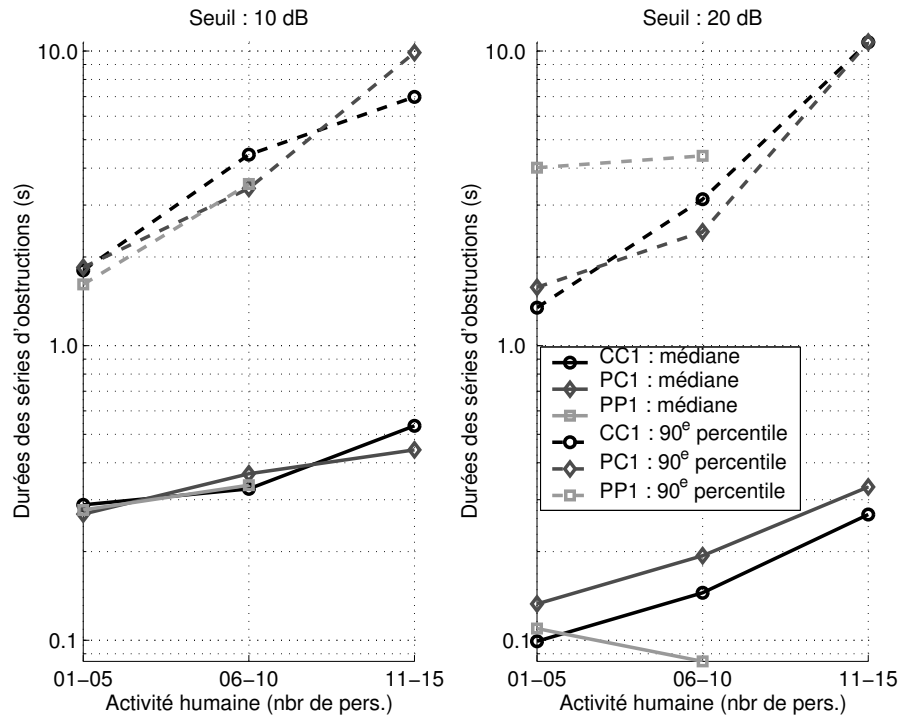 Seuil : 10 dB
Durées des séries d'obstructions (s)
10.0
1.0
0.1
01−05
06−10
11−15
Activité humaine (nbr de pers.)
Seuil : 20 dB
Durées des séries d'obstructions (s)
10.0
1.0
0.1
CC1 : médiane
PC1 : médiane
PP1 : médiane
CC1 : 90e percentile
PC1 : 90e percentile
PP1 : 90e percentile
01−05
06−10
11−15
Activité humaine (nbr de pers.)